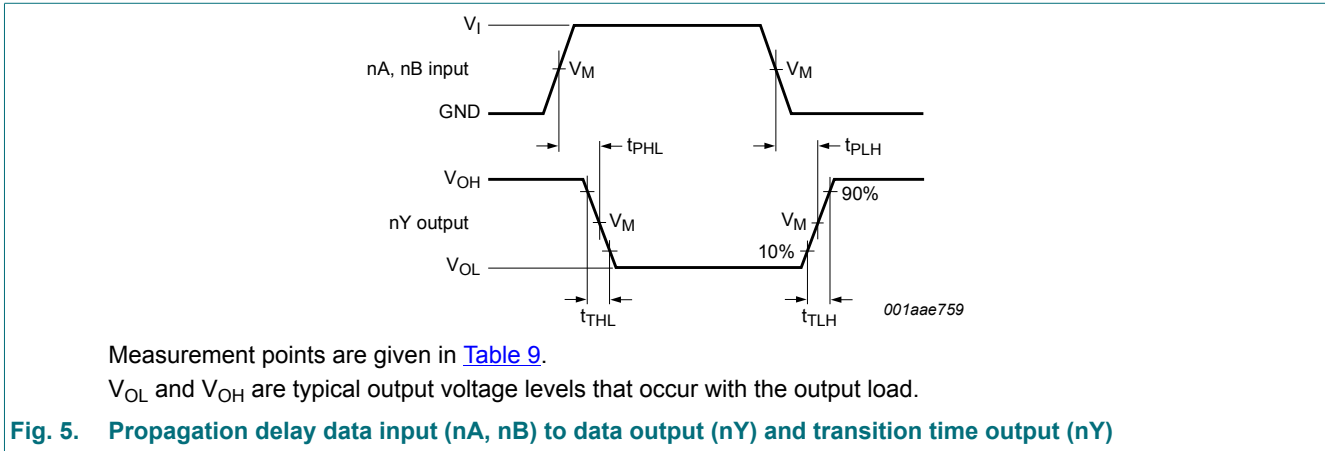 VI
nA, nB input
VM
VM
GND
tPHL
tPLH
VOH
90%
nY output
VM
VM
10%
VOL
tTHL
tTLH
001aae759
Measurement points are given in Table 9.
VOL and VOH are typical output voltage levels that occur with the output load.
Fig. 5. Propagation delay data input (nA, nB) to data output (nY) and transition time output (nY)